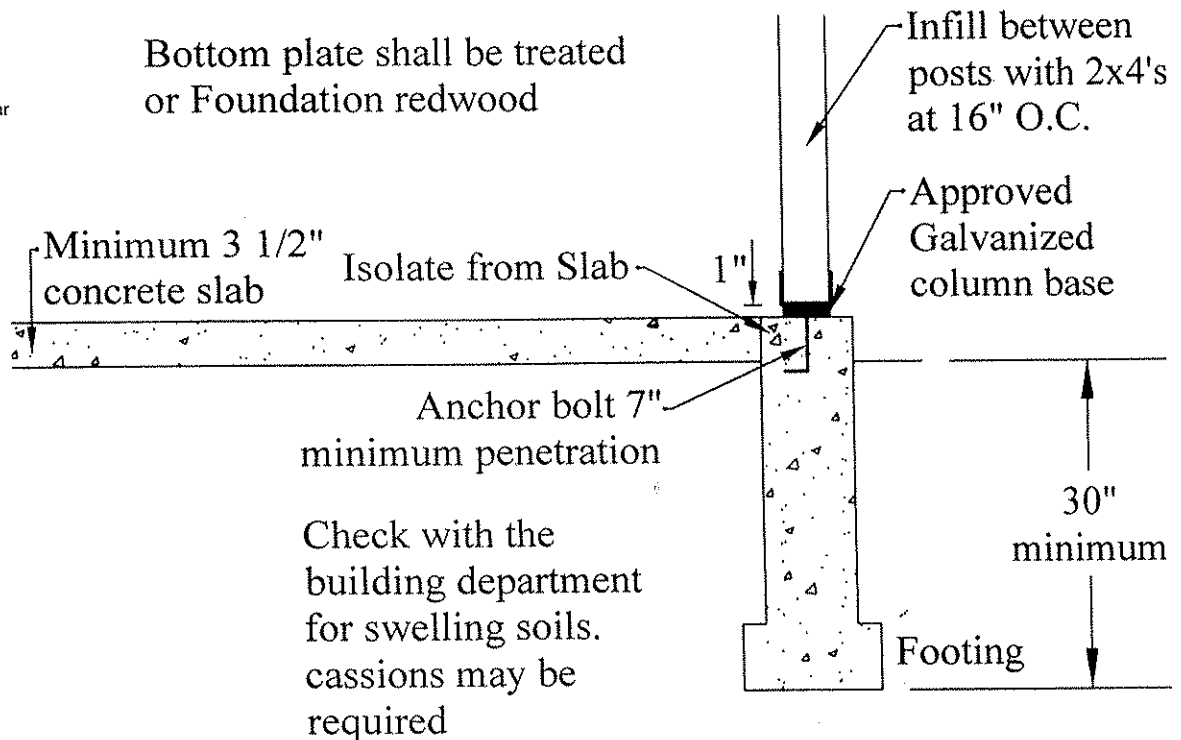 Bottom plate shall be treated
or Foundation redwood
Infill between
posts with 2x4's
at 16" O.C.
Approved
Galvanized
column base
Minimum 3 1/2"
concrete slab
Isolate from Slab
1"
Anchor bolt 7"
minimum penetration
30"
minimum
Check with the
building department
for swelling soils.
cassions may be
required
Footing